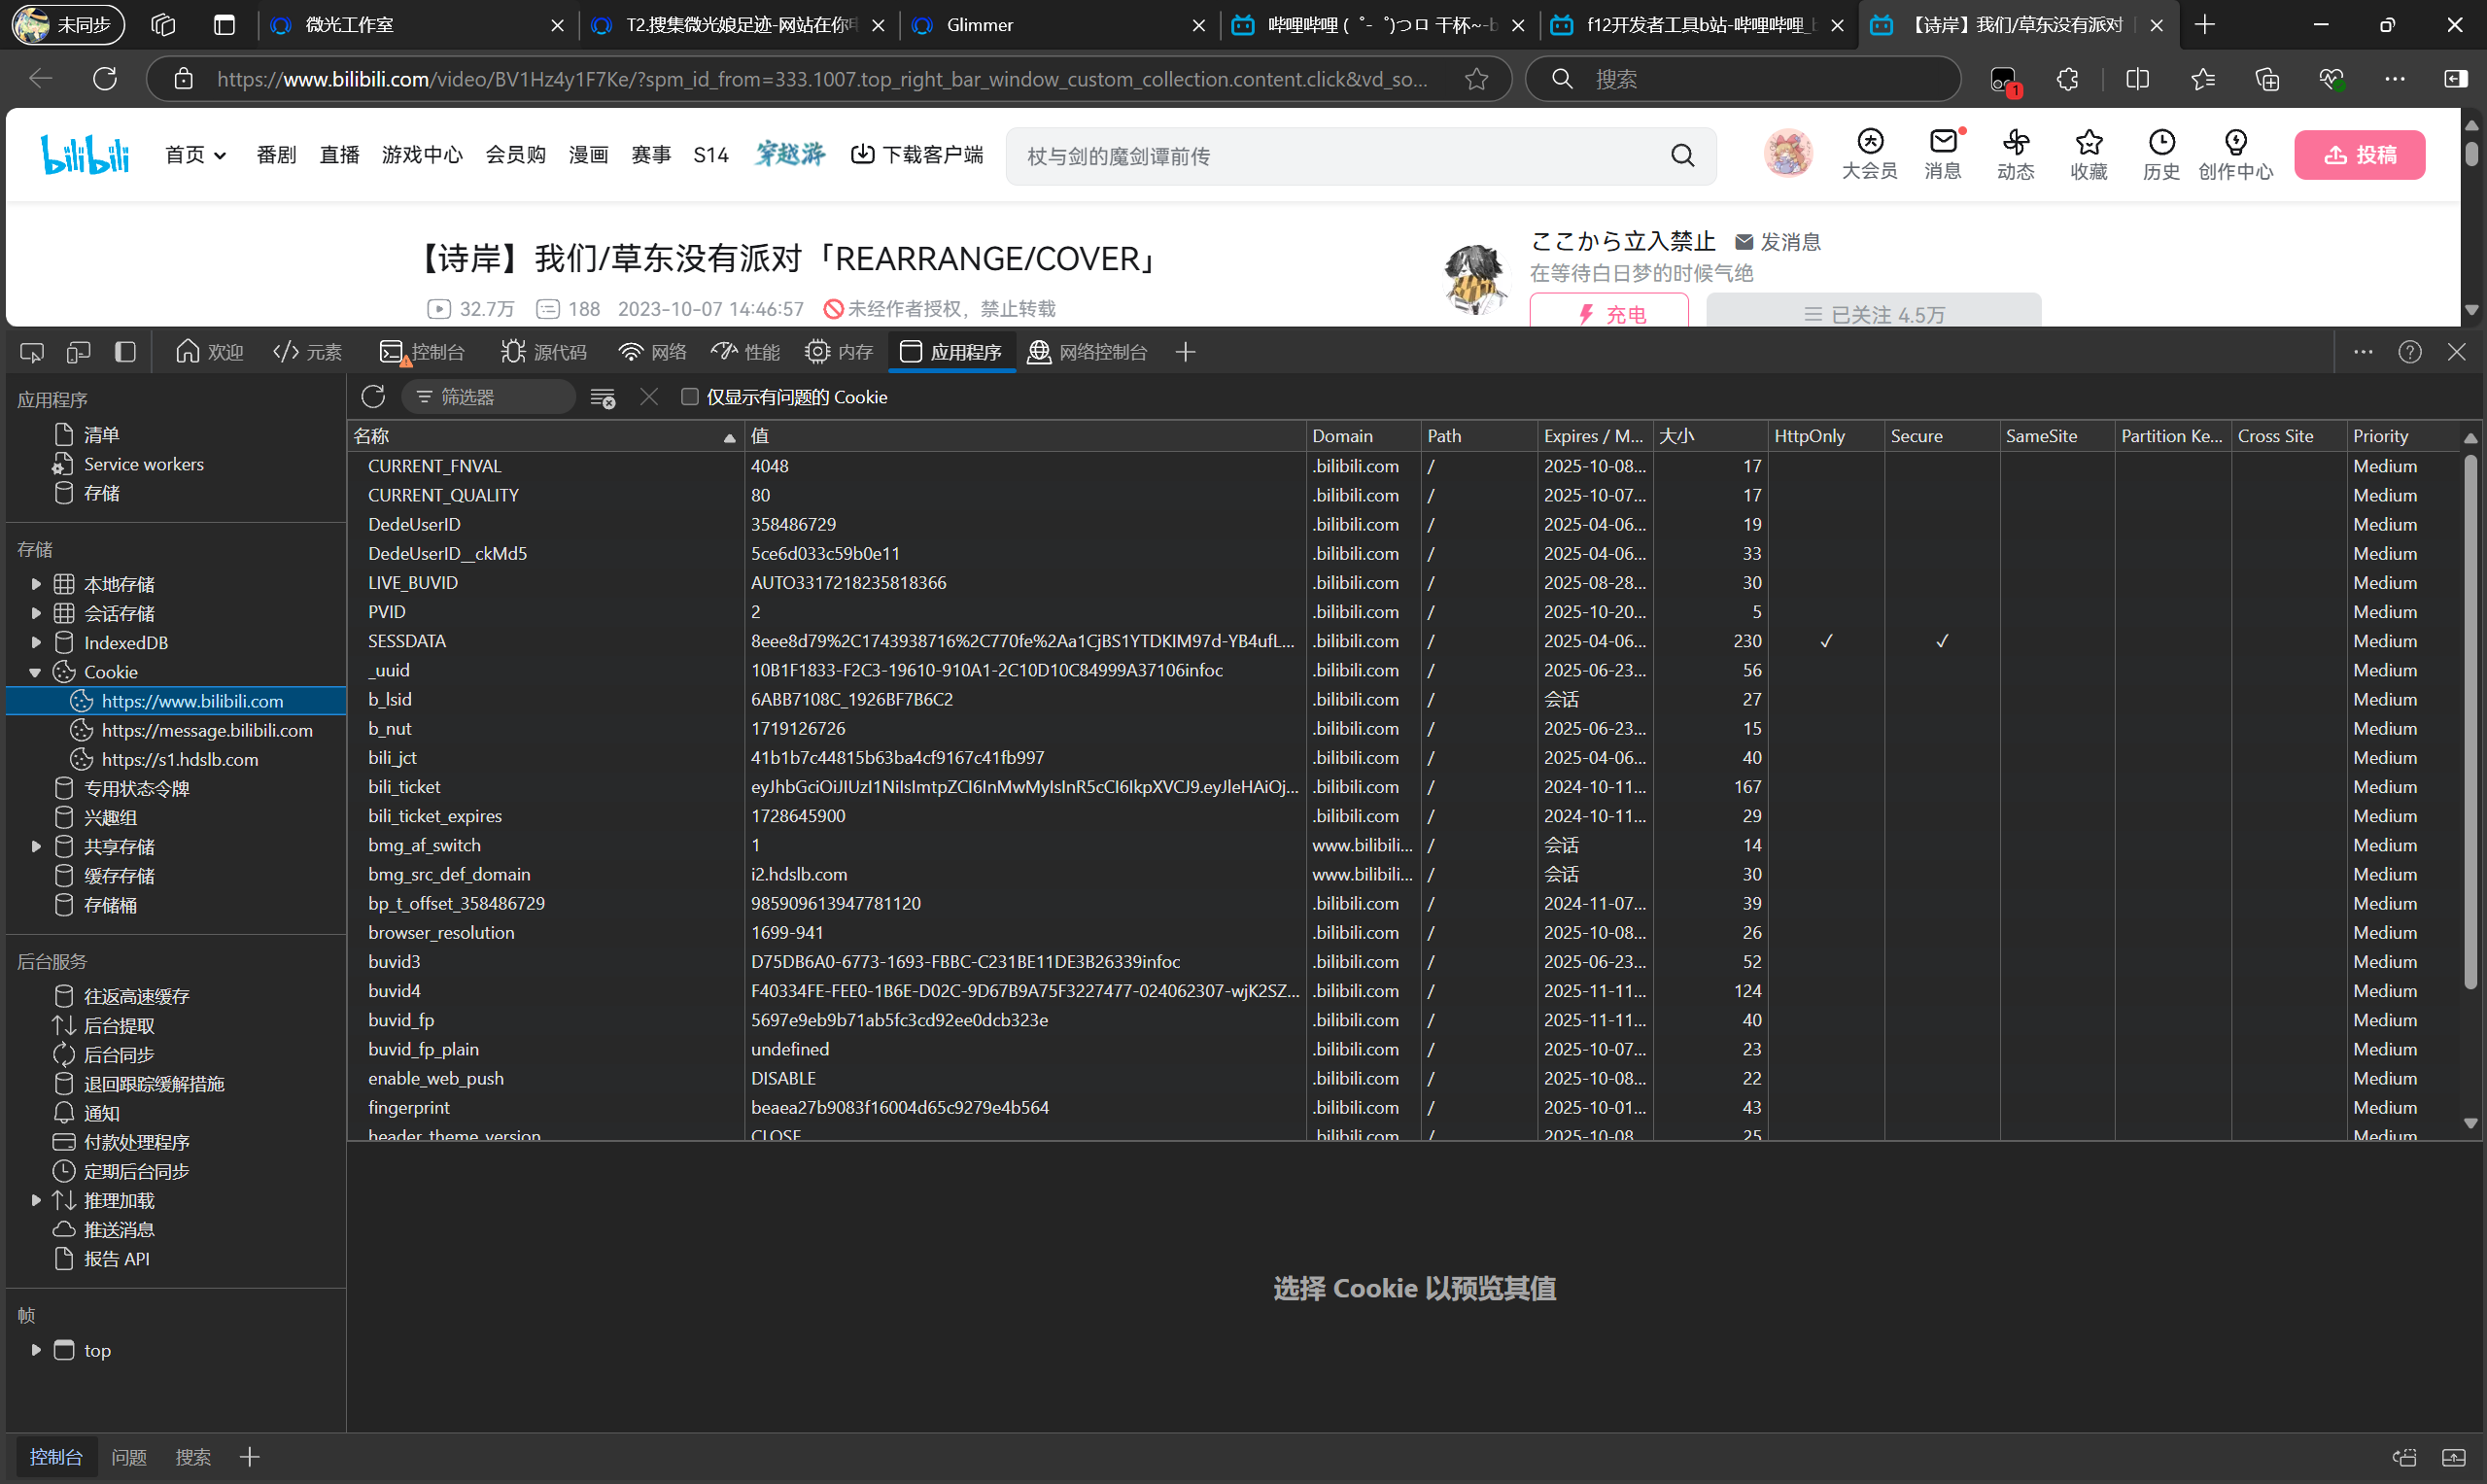 未同步
微光工作室
T2.搜集微光娘足迹-网站在你
Glimmer
哔哩哔哩 (゜-゜)つロ 干杯~-b
f12开发者工具b站-哔哩哔哩_b
【诗岸】我们/草东没有派对
https://www.bilibili.com/video/BV1Hz4y1F7Ke/?spm_id_from=333.1007.top_right_bar_window_custom_collection.content.click&vd_so...
搜索
1
bilibili
首页
番剧
直播
游戏中心
会员购
漫画
赛事
S14
穿越游
下载客户端
杖与剑的魔剑谭前传
大会员
消息
动态
收藏
历史
创作中心
投稿
【诗岸】我们/草东没有派对「REARRANGE/COVER」
32.7万 188 2023-10-07 14:46:57 未经作者授权，禁止转载
ここから立入禁止 发消息
在等待白日梦的时候气绝
充电
已关注 4.5万
欢迎 元素 控制台 源代码 网络 性能 内存 应用程序 网络控制台
应用程序
清单
Service workers
存储
存储
本地存储
会话存储
IndexedDB
Cookie
https://www.bilibili.com
https://message.bilibili.com
https://s1.hdslb.com
专用状态令牌
兴趣组
共享存储
缓存存储
存储桶
后台服务
往返高速缓存
后台提取
后台同步
退回跟踪缓解措施
通知
付款处理程序
定期后台同步
推理加载
推送消息
报告 API
帧
top
筛选器 仅显示有问题的 Cookie
名称 值 Domain Path Expires / M... 大小 HttpOnly Secure SameSite Partition Ke... Cross Site Priority
CURRENT_FNVAL 4048 .bilibili.com / 2025-10-08... 17 Medium
CURRENT_QUALITY 80 .bilibili.com / 2025-10-07... 17 Medium
DedeUserID 358486729 .bilibili.com / 2025-04-06... 19 Medium
DedeUserID__ckMd5 5ce6d033c59b0e11 .bilibili.com / 2025-04-06... 33 Medium
LIVE_BUVID AUTO3317218235818366 .bilibili.com / 2025-08-28... 30 Medium
PVID 2 .bilibili.com / 2025-10-20... 5 Medium
SESSDATA 8eee8d79%2C1743938716%2C770fe%2Aa1CjBS1YTDKIM97d-YB4ufL... .bilibili.com / 2025-04-06... 230 ✓ ✓ Medium
_uuid 10B1F1833-F2C3-19610-910A1-2C10D10C84999A37106infoc .bilibili.com / 2025-06-23... 56 Medium
b_lsid 6ABB7108C_1926BF7B6C2 .bilibili.com / 会话 27 Medium
b_nut 1719126726 .bilibili.com / 2025-06-23... 15 Medium
bili_jct 41b1b7c44815b63ba4cf9167c41fb997 .bilibili.com / 2025-04-06... 40 Medium
bili_ticket eyJhbGciOiJIUzI1NiIsImtpZCI6InMwMyIsInR5cCI6IkpXVCJ9.eyJleHAiOj... .bilibili.com / 2024-10-11... 167 Medium
bili_ticket_expires 1728645900 .bilibili.com / 2024-10-11... 29 Medium
bmg_af_switch 1 www.bilibili... / 会话 14 Medium
bmg_src_def_domain i2.hdslb.com www.bilibili... / 会话 30 Medium
bp_t_offset_358486729 985909613947781120 .bilibili.com / 2024-11-07... 39 Medium
browser_resolution 1699-941 .bilibili.com / 2025-10-08... 26 Medium
buvid3 D75DB6A0-6773-1693-FBBC-C231BE11DE3B26339infoc .bilibili.com / 2025-06-23... 52 Medium
buvid4 F40334FE-FEE0-1B6E-D02C-9D67B9A75F3227477-024062307-wjK2SZ... .bilibili.com / 2025-11-11... 124 Medium
buvid_fp 5697e9eb9b71ab5fc3cd92ee0dcb323e .bilibili.com / 2025-11-11... 40 Medium
buvid_fp_plain undefined .bilibili.com / 2025-10-07... 23 Medium
enable_web_push DISABLE .bilibili.com / 2025-10-08... 22 Medium
fingerprint beaea27b9083f16004d65c9279e4b564 .bilibili.com / 2025-10-01... 43 Medium
header_theme_version CLOSE .bilibili.com / 2025-10-08 25 Medium
选择 Cookie 以预览其值
控制台 问题 搜索